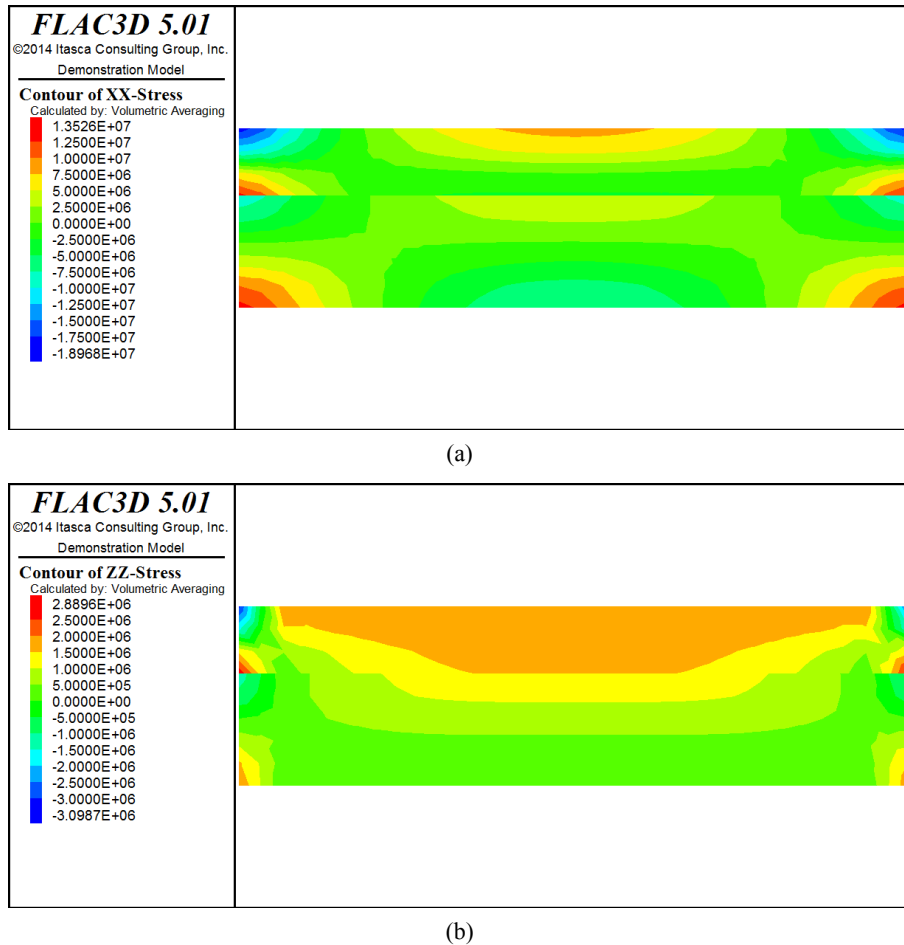 FLAC3D 5.01
©2014 Itasca Consulting Group, Inc.
Demonstration Model
Contour of XX-Stress
Calculated by: Volumetric Averaging
1.3526E+07
1.2500E+07
1.0000E+07
7.5000E+06
5.0000E+06
2.5000E+06
0.0000E+00
-2.5000E+06
-5.0000E+06
-7.5000E+06
-1.0000E+07
-1.2500E+07
-1.5000E+07
-1.7500E+07
-1.8968E+07
(a)
FLAC3D 5.01
©2014 Itasca Consulting Group, Inc.
Demonstration Model
Contour of ZZ-Stress
Calculated by: Volumetric Averaging
2.8896E+06
2.5000E+06
2.0000E+06
1.5000E+06
1.0000E+06
5.0000E+05
0.0000E+00
-5.0000E+05
-1.0000E+06
-1.5000E+06
-2.0000E+06
-2.5000E+06
-3.0000E+06
-3.0987E+06
(b)